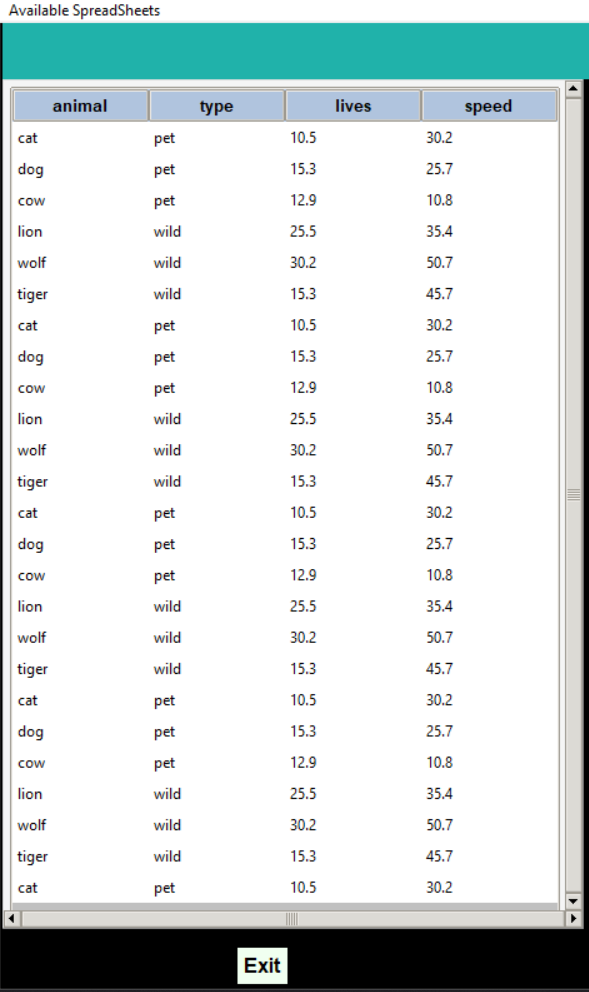 Available SpreadSheets
animal type lives speed
cat pet 10.5 30.2
dog pet 15.3 25.7
cow pet 12.9 10.8
lion wild 25.5 35.4
wolf wild 30.2 50.7
tiger wild 15.3 45.7
cat pet 10.5 30.2
dog pet 15.3 25.7
cow pet 12.9 10.8
lion wild 25.5 35.4
wolf wild 30.2 50.7
tiger wild 15.3 45.7
cat pet 10.5 30.2
dog pet 15.3 25.7
cow pet 12.9 10.8
lion wild 25.5 35.4
wolf wild 30.2 50.7
tiger wild 15.3 45.7
cat pet 10.5 30.2
dog pet 15.3 25.7
cow pet 12.9 10.8
lion wild 25.5 35.4
wolf wild 30.2 50.7
tiger wild 15.3 45.7
cat pet 10.5 30.2
Exit